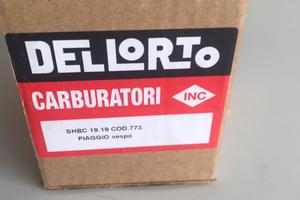 DELLORTO
CARBURATORI INC
SHBC 19.19 COD.773
PIAGGIO vespa